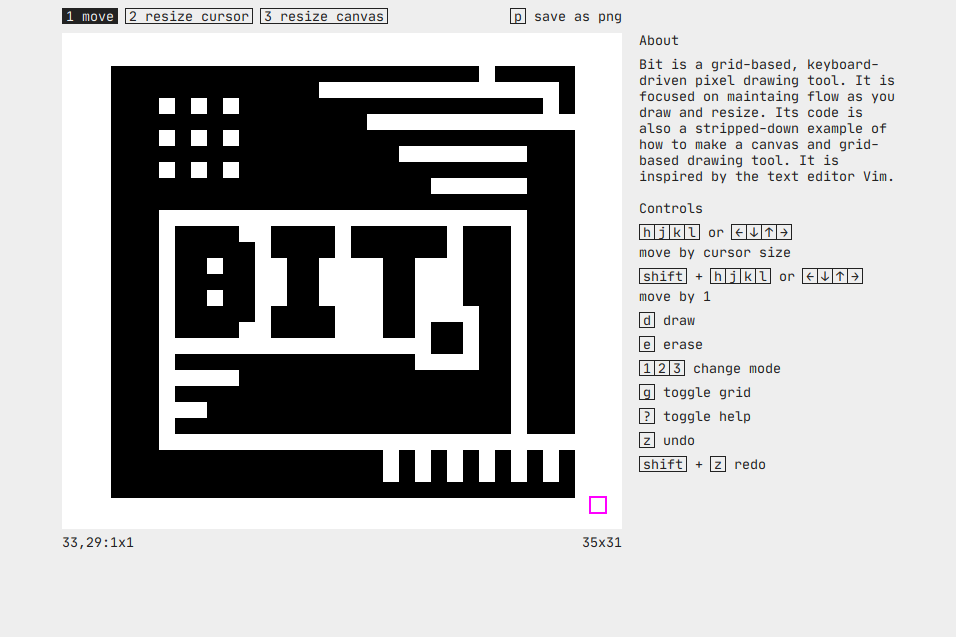 1 move 2 resize cursor 3 resize canvas p save as png
BIT!
33,29:1x1 35x31
About
Bit is a grid-based, keyboard-
driven pixel drawing tool. It is
focused on maintaing flow as you
draw and resize. Its code is
also a stripped-down example of
how to make a canvas and grid-
based drawing tool. It is
inspired by the text editor Vim.
Controls
h j k l or ← ↓ ↑ →
move by cursor size
shift + h j k l or ← ↓ ↑ →
move by 1
d draw
e erase
1 2 3 change mode
g toggle grid
? toggle help
z undo
shift + z redo